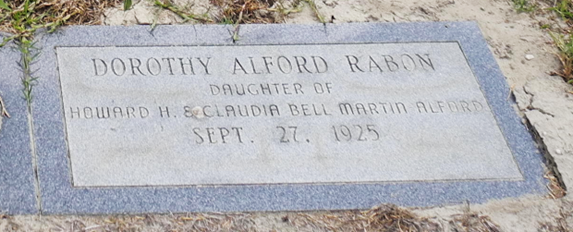 DOROTHY ALFORD RABON
DAUGHTER OF
HOWARD H. & CLAUDIA BELL MARTIN ALFORD
SEPT. 27, 1925